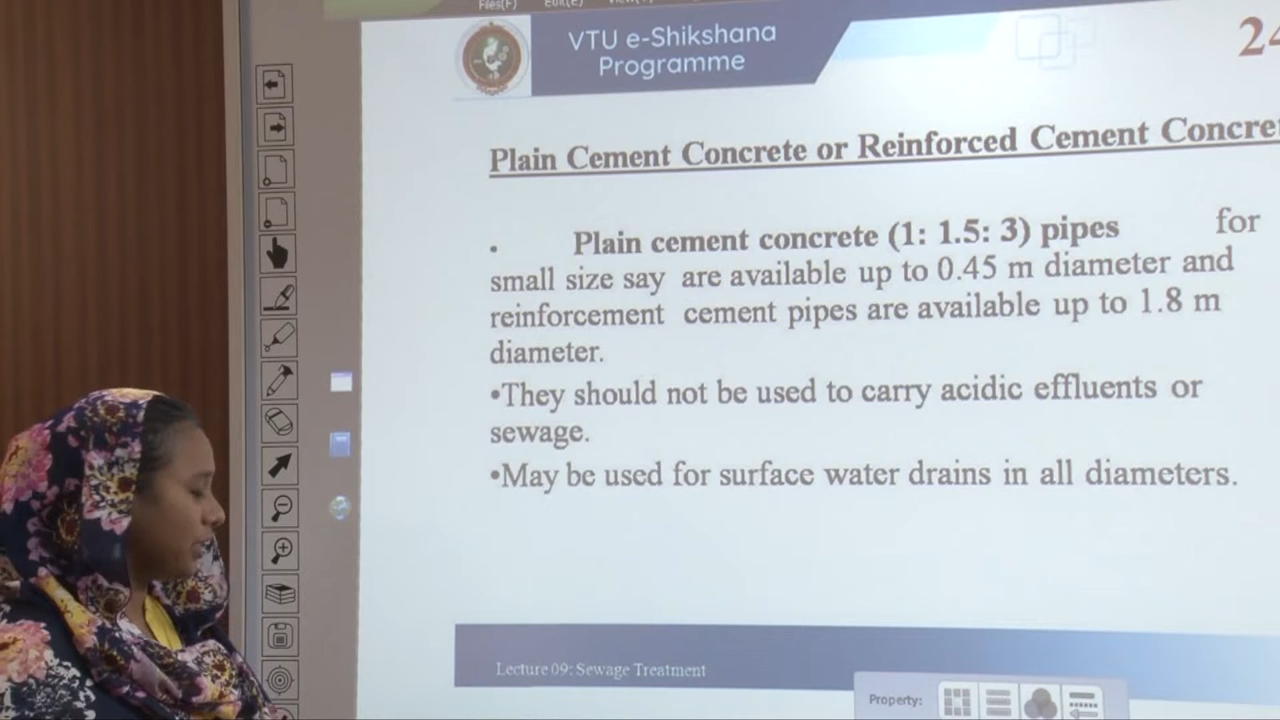 Files(F)
VTU e-Shikshana
Programme
Plain Cement Concrete or Reinforced Cement
. Plain cement concrete (1: 1.5: 3) pipes for
small size say are available up to 0.45 m diameter and
reinforcement cement pipes are available up to 1.8 m
diameter.
•They should not be used to carry acidic effluents or
sewage.
•May be used for surface water drains in all diameters.
Lecture 09: Sewage Treatment
Property: